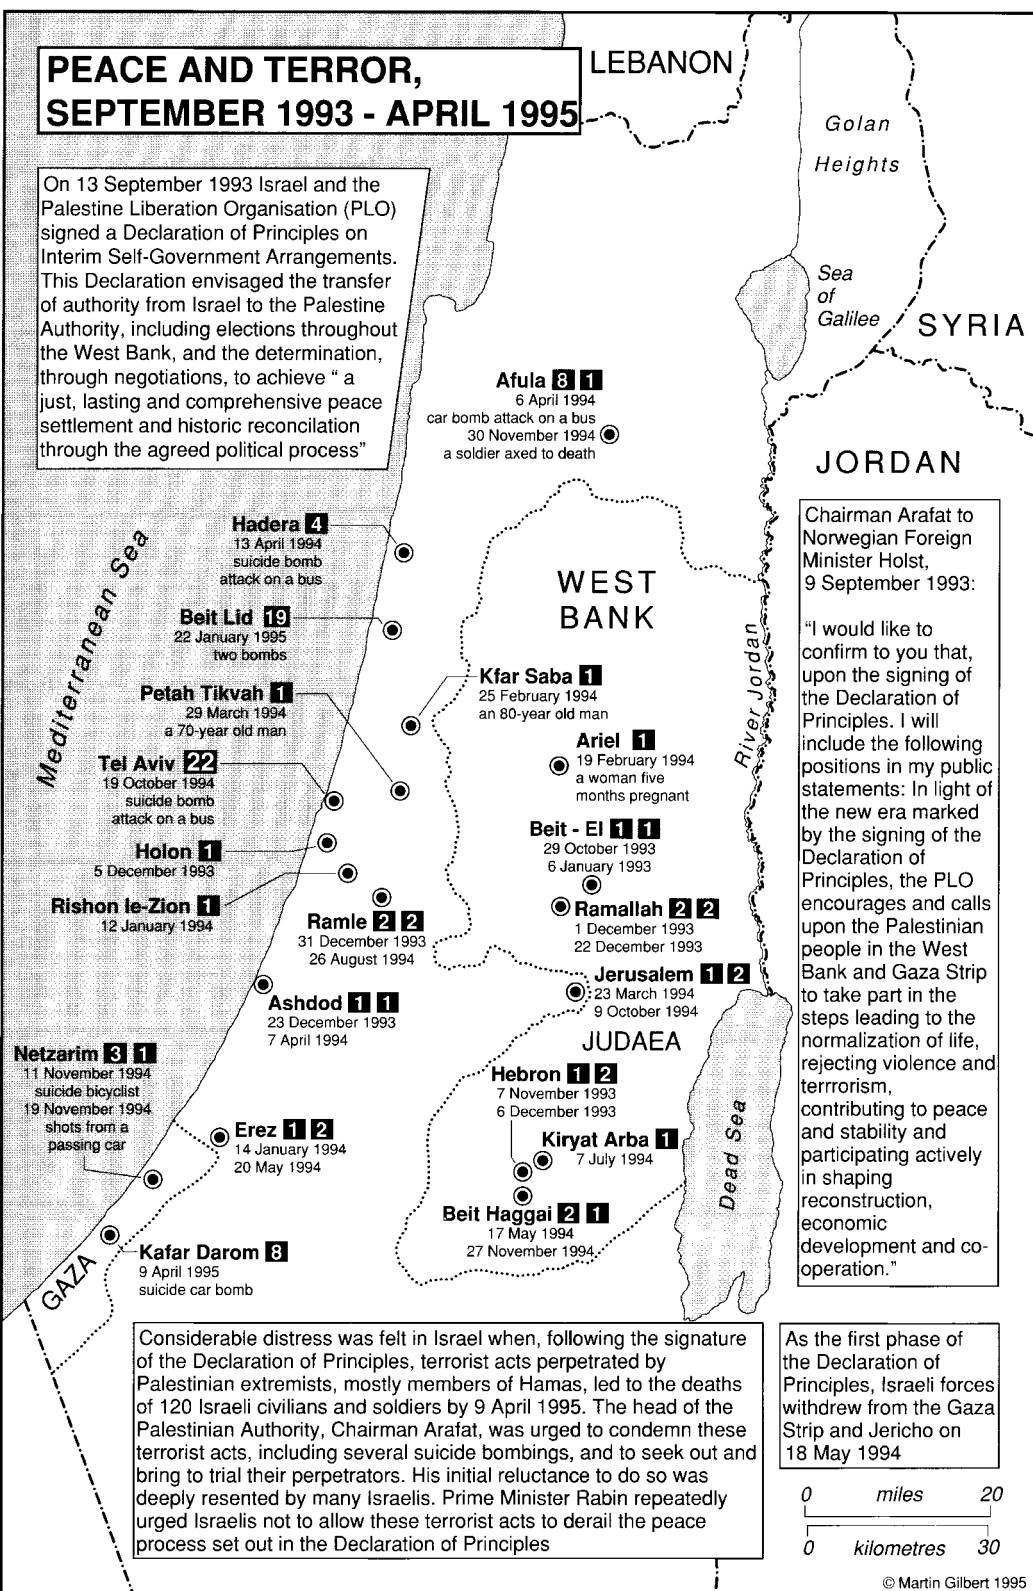 PEACE AND TERROR,
SEPTEMBER 1993 - APRIL 1995
LEBANON
Golan
Heights
On 13 September 1993 Israel and the
Palestine Liberation Organisation (PLO)
signed a Declaration of Principles on
Interim Self-Government Arrangements.
This Declaration envisaged the transfer
of authority from Israel to the Palestine
Authority, including elections throughout
the West Bank, and the determination,
through negotiations, to achieve “ a
just, lasting and comprehensive peace
settlement and historic reconcilation
through the agreed political process”
Sea
of
Galilee
SYRIA
Afula 8 1
6 April 1994
car bomb attack on a bus
30 November 1994
a soldier axed to death
JORDAN
Mediterranean Sea
Hadera 4
13 April 1994
suicide bomb
attack on a bus
WEST
BANK
River Jordan
Beit Lid 19
22 January 1995
two bombs
Kfar Saba 1
25 February 1994
an 80-year old man
Petah Tikvah 1
29 March 1994
a 70-year old man
Ariel 1
19 February 1994
a woman five
months pregnant
Tel Aviv 22
19 October 1994
suicide bomb
attack on a bus
Beit - El 1 1
29 October 1993
6 January 1993
Holon 1
5 December 1993
Rishon le-Zion 1
12 January 1994
Ramle 2 2
31 December 1993
26 August 1994
Ramallah 2 2
1 December 1993
22 December 1993
Jerusalem 1 2
23 March 1994
9 October 1994
Ashdod 1 1
23 December 1993
7 April 1994
JUDAEA
Netzarim 3 1
11 November 1994
suicide bicyclist
19 November 1994
shots from a
passing car
Hebron 1 2
7 November 1993
6 December 1993
Erez 1 2
14 January 1994
20 May 1994
Kiryat Arba 1
7 July 1994
Dead Sea
Beit Haggai 2 1
17 May 1994
27 November 1994
Kafar Darom 8
9 April 1995
suicide car bomb
GAZA
Chairman Arafat to
Norwegian Foreign
Minister Holst,
9 September 1993:
“I would like to
confirm to you that,
upon the signing of
the Declaration of
Principles. I will
include the following
positions in my public
statements: In light of
the new era marked
by the signing of the
Declaration of
Principles, the PLO
encourages and calls
upon the Palestinian
people in the West
Bank and Gaza Strip
to take part in the
steps leading to the
normalization of life,
rejecting violence and
terrrorism,
contributing to peace
and stability and
participating actively
in shaping
reconstruction,
economic
development and co-
operation.”
Considerable distress was felt in Israel when, following the signature
of the Declaration of Principles, terrorist acts perpetrated by
Palestinian extremists, mostly members of Hamas, led to the deaths
of 120 Israeli civilians and soldiers by 9 April 1995. The head of the
Palestinian Authority, Chairman Arafat, was urged to condemn these
terrorist acts, including several suicide bombings, and to seek out and
bring to trial their perpetrators. His initial reluctance to do so was
deeply resented by many Israelis. Prime Minister Rabin repeatedly
urged Israelis not to allow these terrorist acts to derail the peace
process set out in the Declaration of Principles
As the first phase of
the Declaration of
Principles, Israeli forces
withdrew from the Gaza
Strip and Jericho on
18 May 1994
0 miles 20
0 kilometres 30
© Martin Gilbert 1995